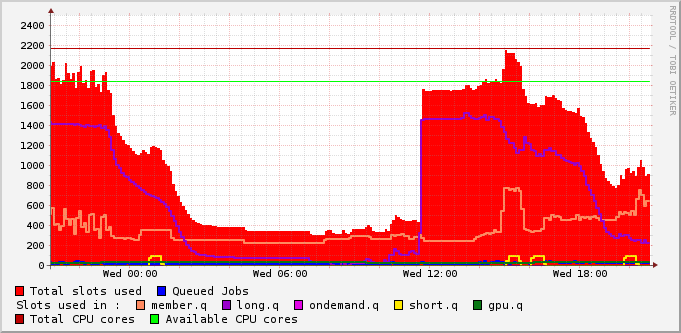 2400
2200
2000
1800
1600
1400
1200
1000
800
600
400
200
0
Wed 00:00 Wed 06:00 Wed 12:00 Wed 18:00
Total slots used Queued Jobs
Slots used in : member.q long.q ondemand.q short.q gpu.q
Total CPU cores Available CPU cores
RRDTOOL / TOBI OETIKER